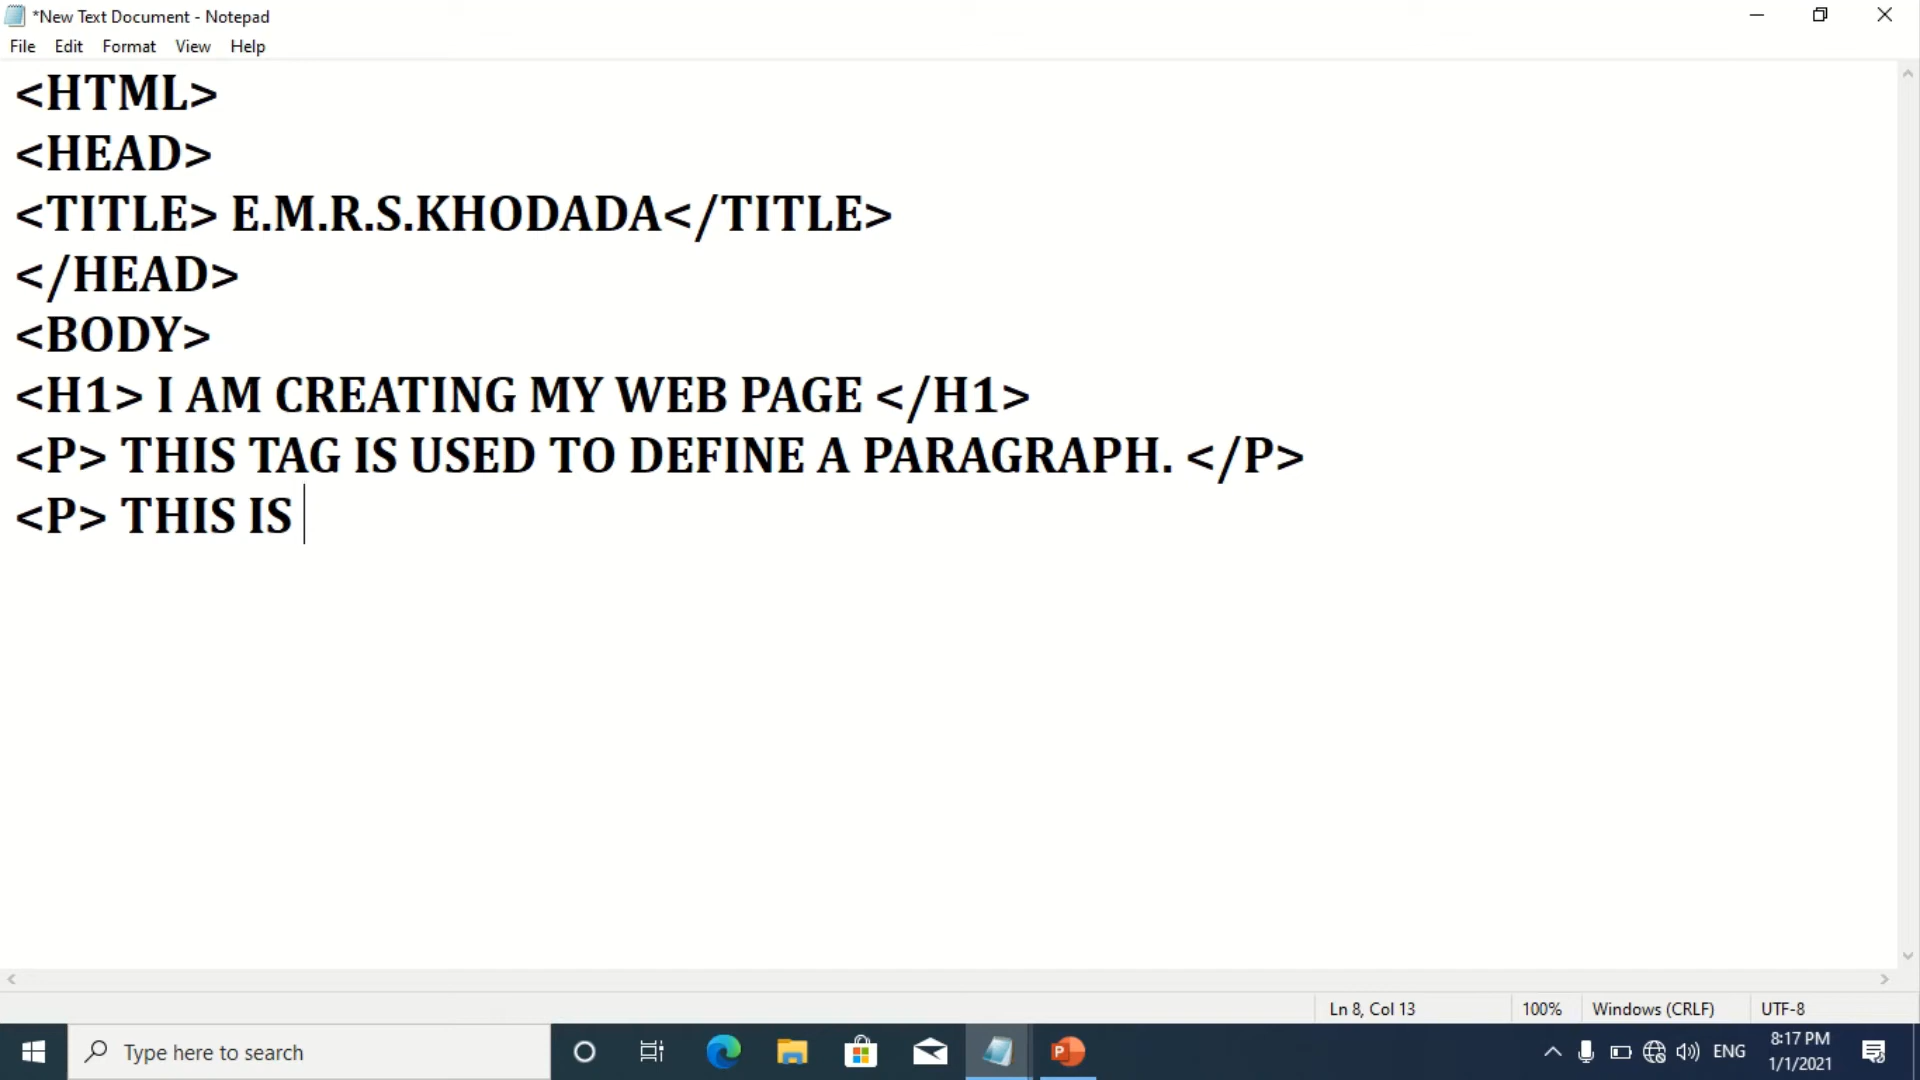 *New Text Document - Notepad
File Edit Format View Help
<HTML>
<HEAD>
<TITLE> E.M.R.S.KHODADA</TITLE>
</HEAD>
<BODY>
<H1> I AM CREATING MY WEB PAGE </H1>
<P> THIS TAG IS USED TO DEFINE A PARAGRAPH. </P>
<P> THIS IS
Ln 8, Col 13 100% Windows (CRLF) UTF-8
Type here to search
ENG
8:17 PM
1/1/2021